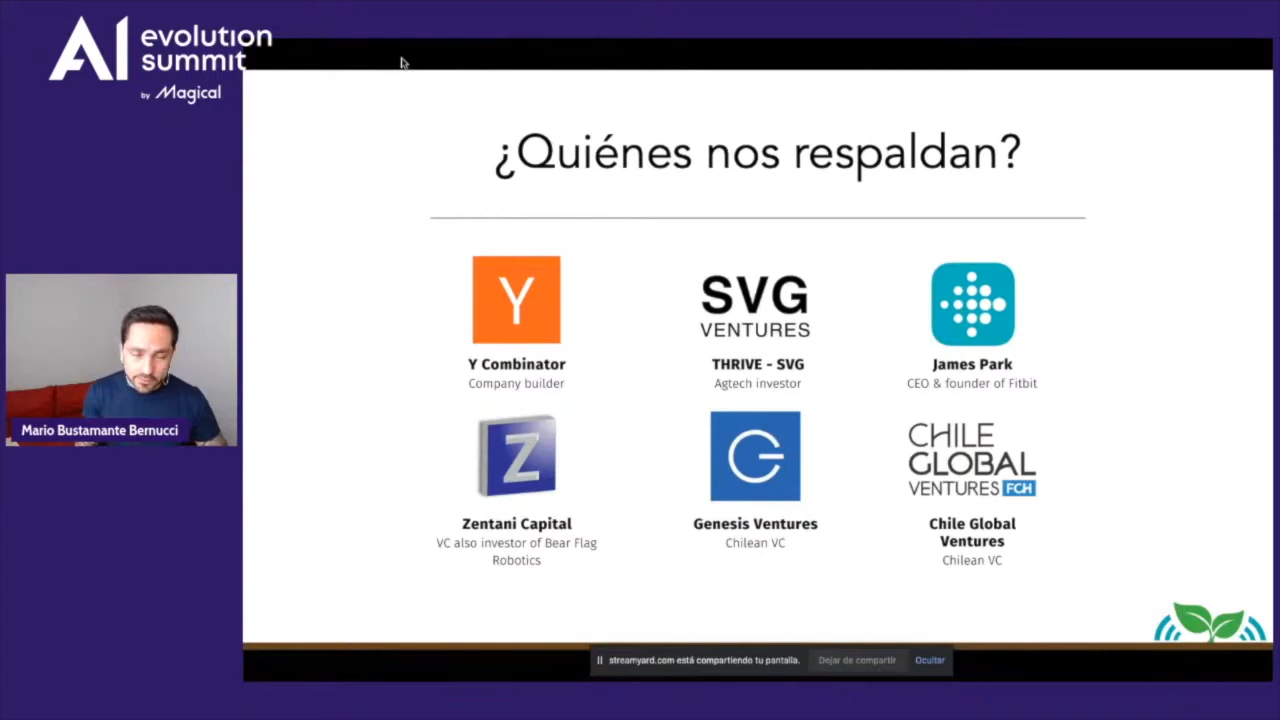 AI evolution
summit
by Magical
¿Quiénes nos respaldan?
Y
Y Combinator
Company builder
SVG
VENTURES
THRIVE - SVG
Agtech investor
James Park
CEO & founder of Fitbit
Z
Zentani Capital
VC also investor of Bear Flag
Robotics
G
Genesis Ventures
Chilean VC
CHILE
GLOBAL
VENTURES FCH
Chile Global
Ventures
Chilean VC
Mario Bustamante Bernucci
streamyard.com está compartiendo tu pantalla. Dejar de compartir Ocultar